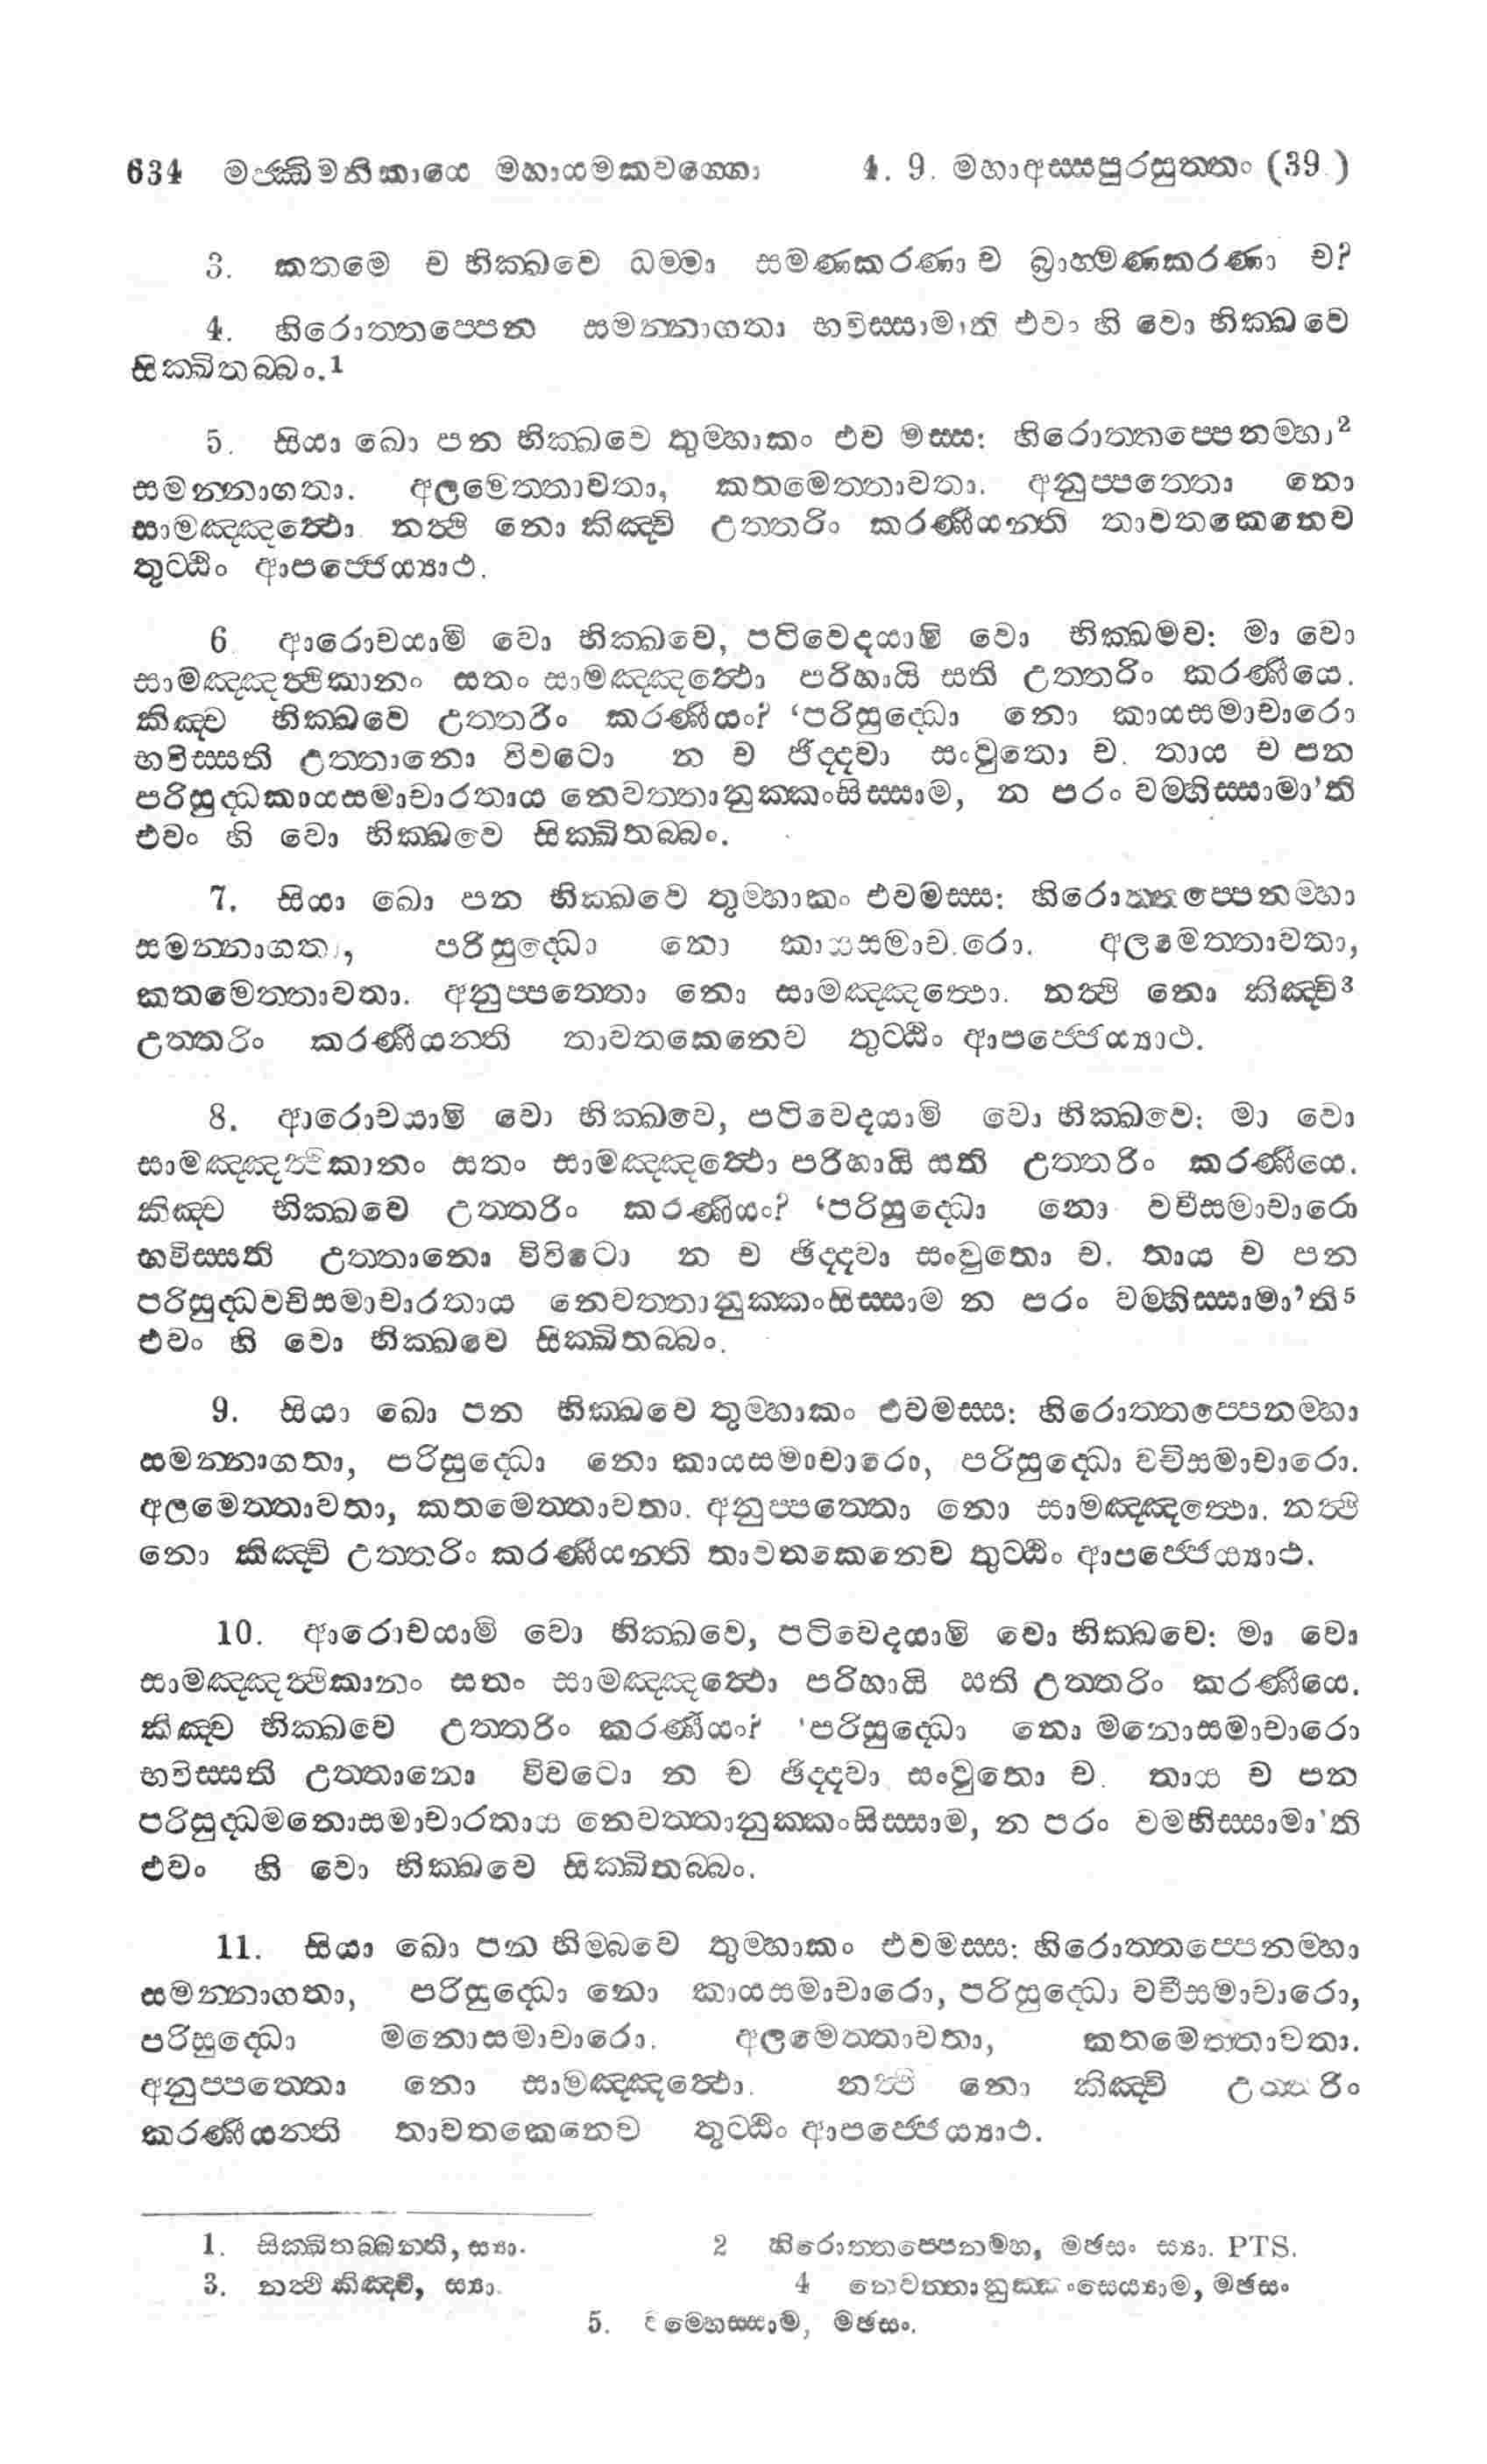 634 මජ්ඣිමනිකායෙ මහායමකවග්ගො 4. 9. මහාඅස්සපුරසුත්තං (39.)
3. කතමෙ ච භික්ඛවෙ ධම්මා සමණකරණා ච බ්‍රාහ්මණකරණා ච?
4. හිරොත්තප්පෙන සමන්නාගතා භවිස්සාමාති එවා හි වො භික්ඛවෙ
සික්ඛිතබ්බං.1
5. සියා ඛො පන භික්ඛවෙ තුම්හාකං එව මස්ස: හිරොත්තප්පෙනම්හා2
සමන්නාගතා. අලමෙත්තාවතා, කතමෙත්තාවතා. අනුප්පත්තො නො
සාමඤ්ඤත්ථො. නත්ථි නො කිඤ්චි උත්තරිං කරණීයන්ති තාවතකෙනෙව
තුට්ඨිං ආපජ්ජෙය්‍යාථ.
6. ආරොචයාමි වො භික්ඛවෙ, පටිවෙදයාමි වො භික්ඛමව: මා වො
සාමඤ්ඤත්ථිකානං සතං සාමඤ්ඤත්ථො පරිහායි සති උත්තරිං කරණීයෙ.
කිඤ්ච භික්ඛවෙ උත්තරිං කරණීයං? ‘පරිසුද්ධො නො කායසමාචාරො
භවිස්සති උත්තානො විවටො න ච ඡිද්දවා සංවුතො ච. තාය ච පන
පරිසුද්ධකායසමාචාරතාය නෙවත්තානුක්කංසිස්සාම, න පරං වම්හිස්සාමා’ති
එවං හි වො භික්ඛවෙ සික්ඛිතබ්බං.
7. සියා ඛො පන භික්ඛවෙ තුම්හාකං එවමස්ස: හිරොත්තප්පෙනම්හා
සමන්නාගතා, පරිසුද්ධො නො කායසමාචාරො. අලමෙත්තාවතා,
කතමෙත්තාවතා. අනුප්පත්තො නො සාමඤ්ඤත්ථො. නත්ථි නො කිඤ්චි3
උත්තරිං කරණීයන්ති තාවතකෙනෙව තුට්ඨිං ආපජ්ජෙය්‍යාථ.
8. ආරොචයාමි වො භික්ඛවෙ, පටිවෙදයාමි වො භික්ඛවෙ: මා වො
සාමඤ්ඤත්ථිකානං සතං සාමඤ්ඤත්ථො පරිහායි සති උත්තරිං කරණීයෙ.
කිඤ්ච භික්ඛවෙ උත්තරිං කරණීයං? ‘පරිසුද්ධො නො වචීසමාචාරො
භවිස්සති උත්තානො විවිටො න ච ඡිද්දවා සංවුතො ච. තාය ච පන
පරිසුද්ධවචිසමාචාරතාය නෙවත්තානුක්කංසිස්සාම න පරං වම්හිස්සාමා’ති5
එවං හි වො භික්ඛවෙ සික්ඛිතබ්බං.
9. සියා ඛො පන භික්ඛවෙ තුම්හාකං එවමස්ස: හිරොත්තප්පෙනම්හා
සමන්නාගතා, පරිසුද්ධො නො කායසමාචාරො, පරිසුද්ධො වචිසමාචාරො.
අලමෙත්තාවතා, කතමෙත්තාවතා. අනුප්පත්තො නො සාමඤ්ඤත්ථො. නත්ථි
නො කිඤ්චි උත්තරිං කරණීයන්ති තාවතකෙනෙව තුට්ඨිං ආපජ්ජෙය්‍යාථ.
10. ආරොචයාමි වො භික්ඛවෙ, පටිවෙදයාමි වො භික්ඛවෙ: මා වො
සාමඤ්ඤත්ථිකානං සතං සාමඤ්ඤත්ථො පරිහායි සති උත්තරිං කරණීයෙ.
කිඤ්ච භික්ඛවෙ උත්තරිං කරණීයං? ‘පරිසුද්ධො නො මනොසමාචාරො
භවිස්සති උත්තානො විවටො න ච ඡිද්දවා සංවුතො ච. තාය ච පන
පරිසුද්ධමනොසමාචාරතාය නෙවත්තානුක්කංසිස්සාම, න පරං වම්භිස්සාමා’ති
එවං හි වො භික්ඛවෙ සික්ඛිතබ්බං.
11. සියා ඛො පන භිම්බවෙ තුම්හාකං එවමස්ස: හිරොත්තප්පෙනම්හා
සමන්නාගතා, පරිසුද්ධො නො කායසමාචාරො, පරිසුද්ධො වචීසමාචාරො,
පරිසුද්ධො මනොසමාචාරො. අලමෙත්තාවතා, කතමෙත්තාවතා.
අනුප්පත්තො නො සාමඤ්ඤත්ථො. නත්ථි නො කිඤ්චි උත්තරිං
කරණීයන්ති තාවතකෙනෙව තුට්ඨිං ආපජ්ජෙය්‍යාථ.
1. සික්ඛිතබ්බන්ති, ස්‍යා. 2 හිරොත්තප්පෙනම්හ, මඡසං ස්‍යා. PTS.
3. නත්ථි කිඤ්චි, ස්‍යා. 4 නෙවත්තානුක්කංසෙය්‍යාම, මඡසං
5. වම්හෙස්සාම, මඡසං.